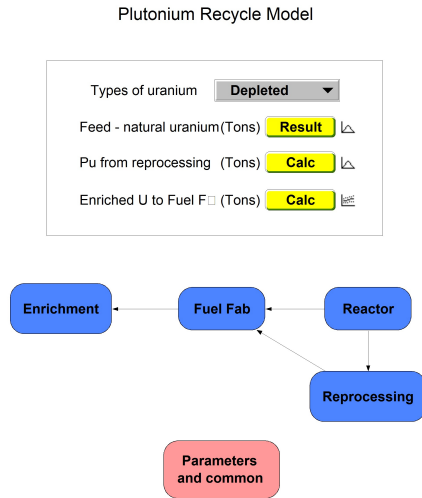 Plutonium Recycle Model
Types of uranium Depleted
Feed - natural uranium (Tons) Result
Pu from reprocessing (Tons) Calc
Enriched U to Fuel F□ (Tons) Calc
Enrichment Fuel Fab Reactor
Reprocessing
Parameters
and common